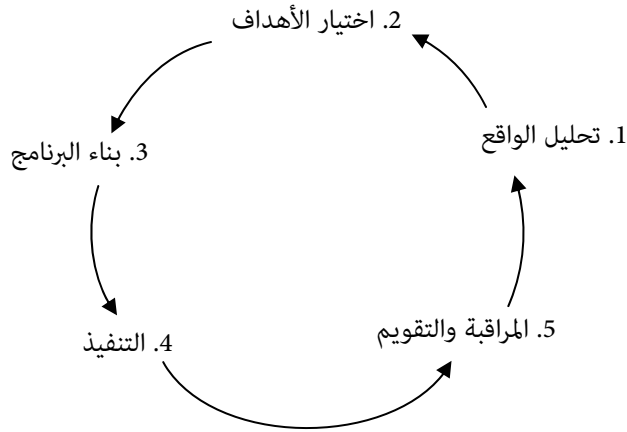 1. تحليل الواقع
2. اختيار الأهداف
3. بناء البرنامج
4. التنفيذ
5. المراقبة والتقويم